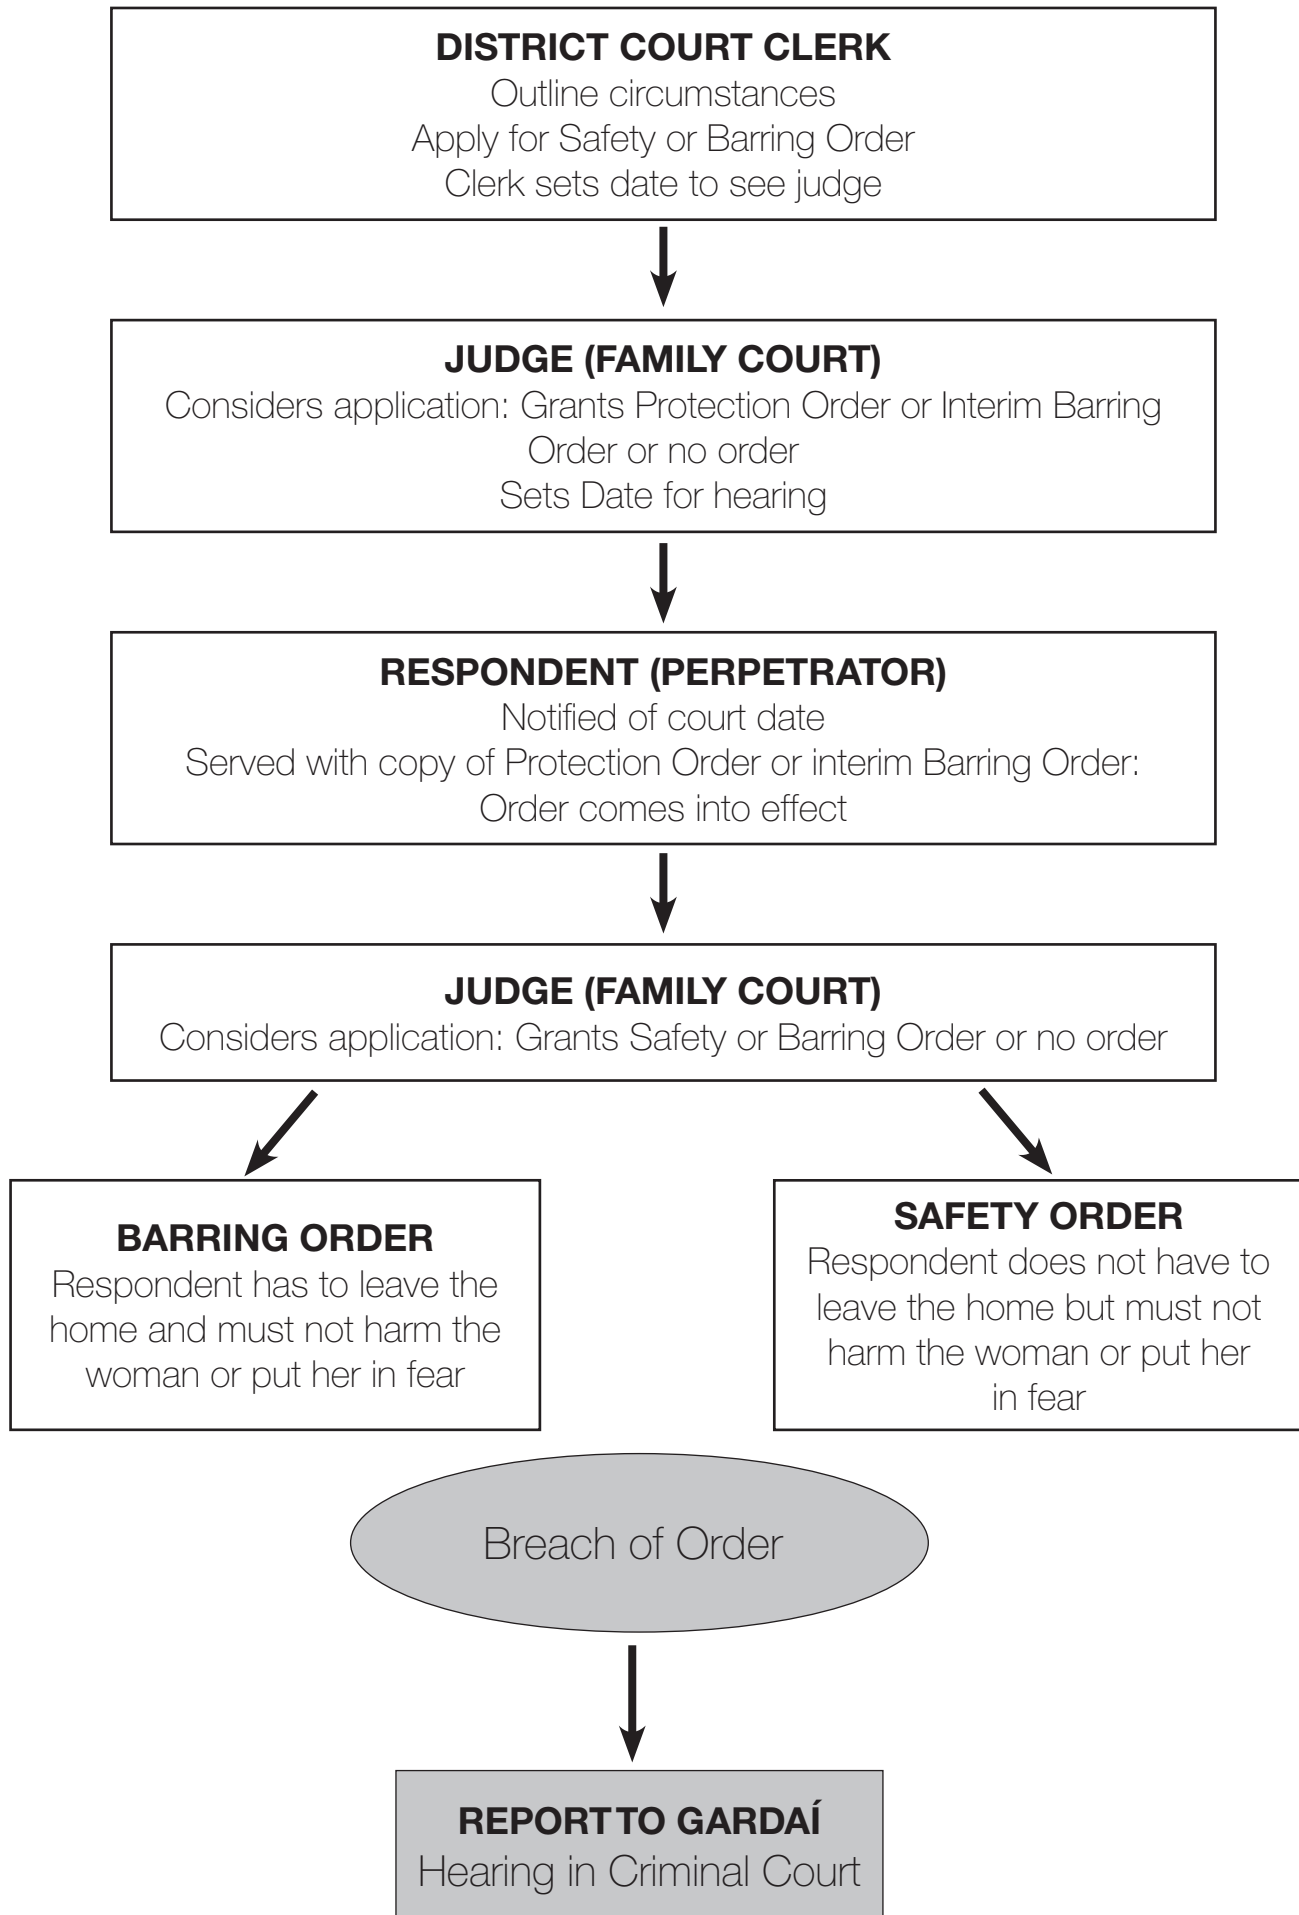 DISTRICT COURT CLERK
Outline circumstances
Apply for Safety or Barring Order
Clerk sets date to see judge
JUDGE (FAMILY COURT)
Considers application: Grants Protection Order or Interim Barring
Order or no order
Sets Date for hearing
RESPONDENT (PERPETRATOR)
Notified of court date
Served with copy of Protection Order or interim Barring Order:
Order comes into effect
JUDGE (FAMILY COURT)
Considers application: Grants Safety or Barring Order or no order
BARRING ORDER
Respondent has to leave the
home and must not harm the
woman or put her in fear
SAFETY ORDER
Respondent does not have to
leave the home but must not
harm the woman or put her
in fear
Breach of Order
REPORT TO GARDAÍ
Hearing in Criminal Court